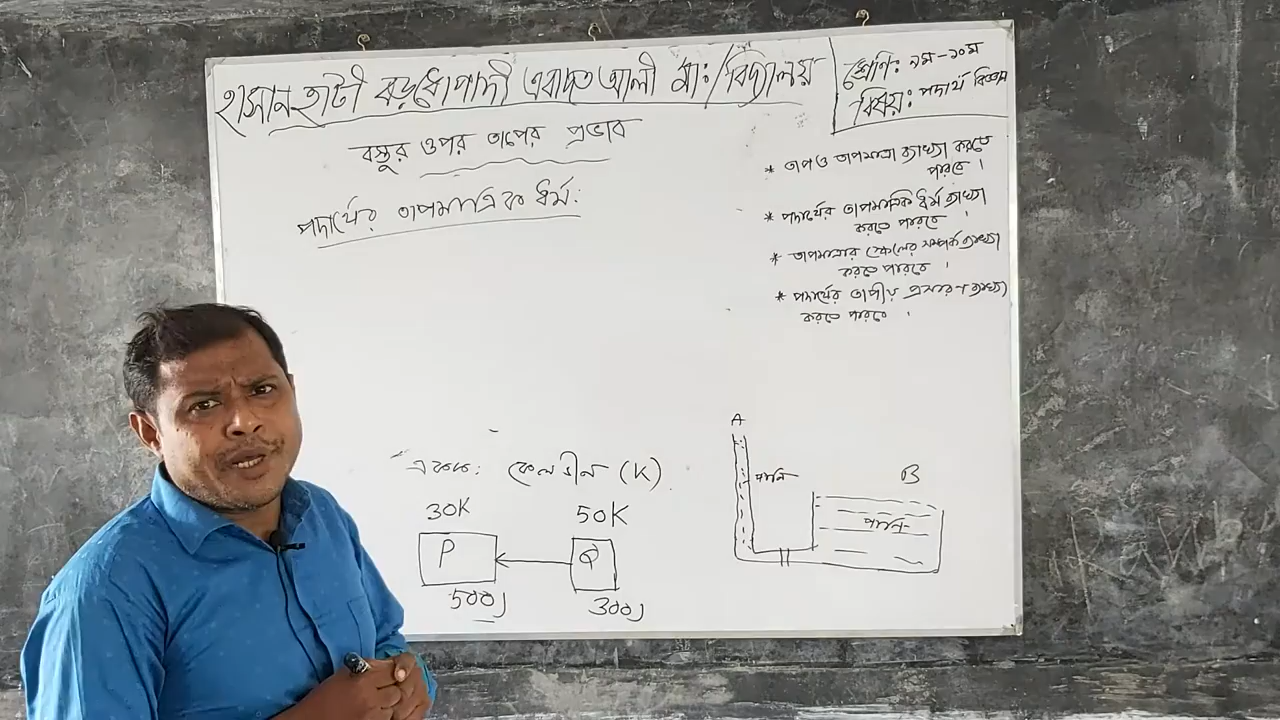 হাসানহাটী বড়ধোপাদী এবাদত আলী মাঃ/বিদ্যালয়
শ্রেণি: ৯ম-১০ম
বিষয়: পদার্থ বিজ্ঞান
বস্তুর ওপর তাপের প্রভাব
পদার্থের তাপমাত্রিক ধর্ম:
* তাপ ও তাপমাত্রা ব্যাখ্যা করতে
পারবে।
* পদার্থের তাপমাত্রিক ধর্ম ব্যাখ্যা
করতে পারবে।
* তাপমাত্রার স্কেলের সম্পর্ক ব্যাখ্যা
করতে পারবে।
* পদার্থের তাপীয় প্রসারণ ব্যাখ্যা
করতে পারবে।
একক: কেলভীন (K)
30K 50K
P Q
500J 300J
A
পানি
B
পানি